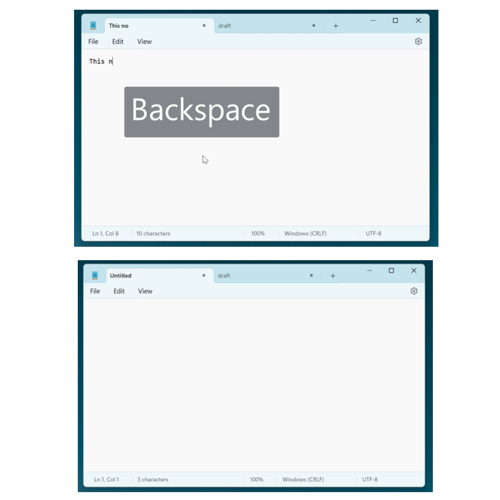 This no draft
File Edit View
This n
Backspace
Ln 1, Col 8 10 characters 100% Windows (CRLF) UTF-8
Untitled draft
File Edit View
Ln 1, Col 1 3 characters 100% Windows (CRLF) UTF-8